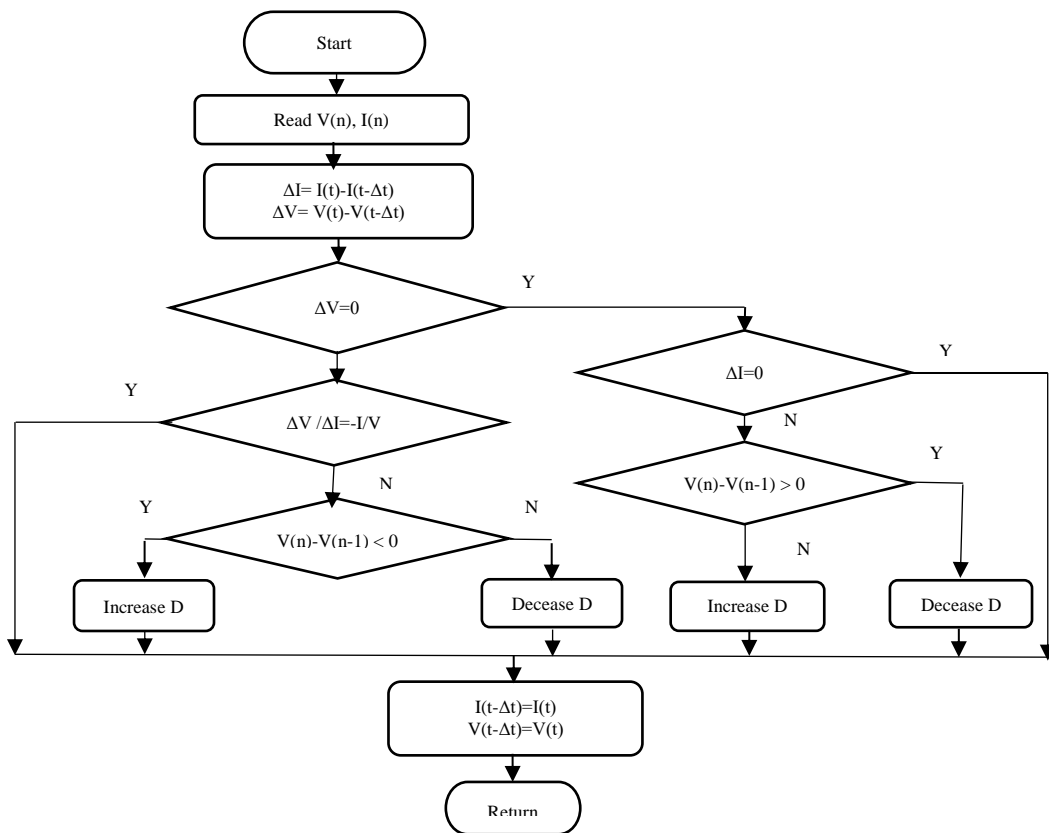 Start
Read V(n), I(n)
ΔI= I(t)-I(t-Δt)
ΔV= V(t)-V(t-Δt)
Y
ΔV=0
Y
ΔI=0
Y
ΔV /ΔI=-I/V
N
Y
V(n)-V(n-1) > 0
N
Y
N
V(n)-V(n-1) < 0
N
Increase D
Decease D
Increase D
Decease D
I(t-Δt)=I(t)
V(t-Δt)=V(t)
Return